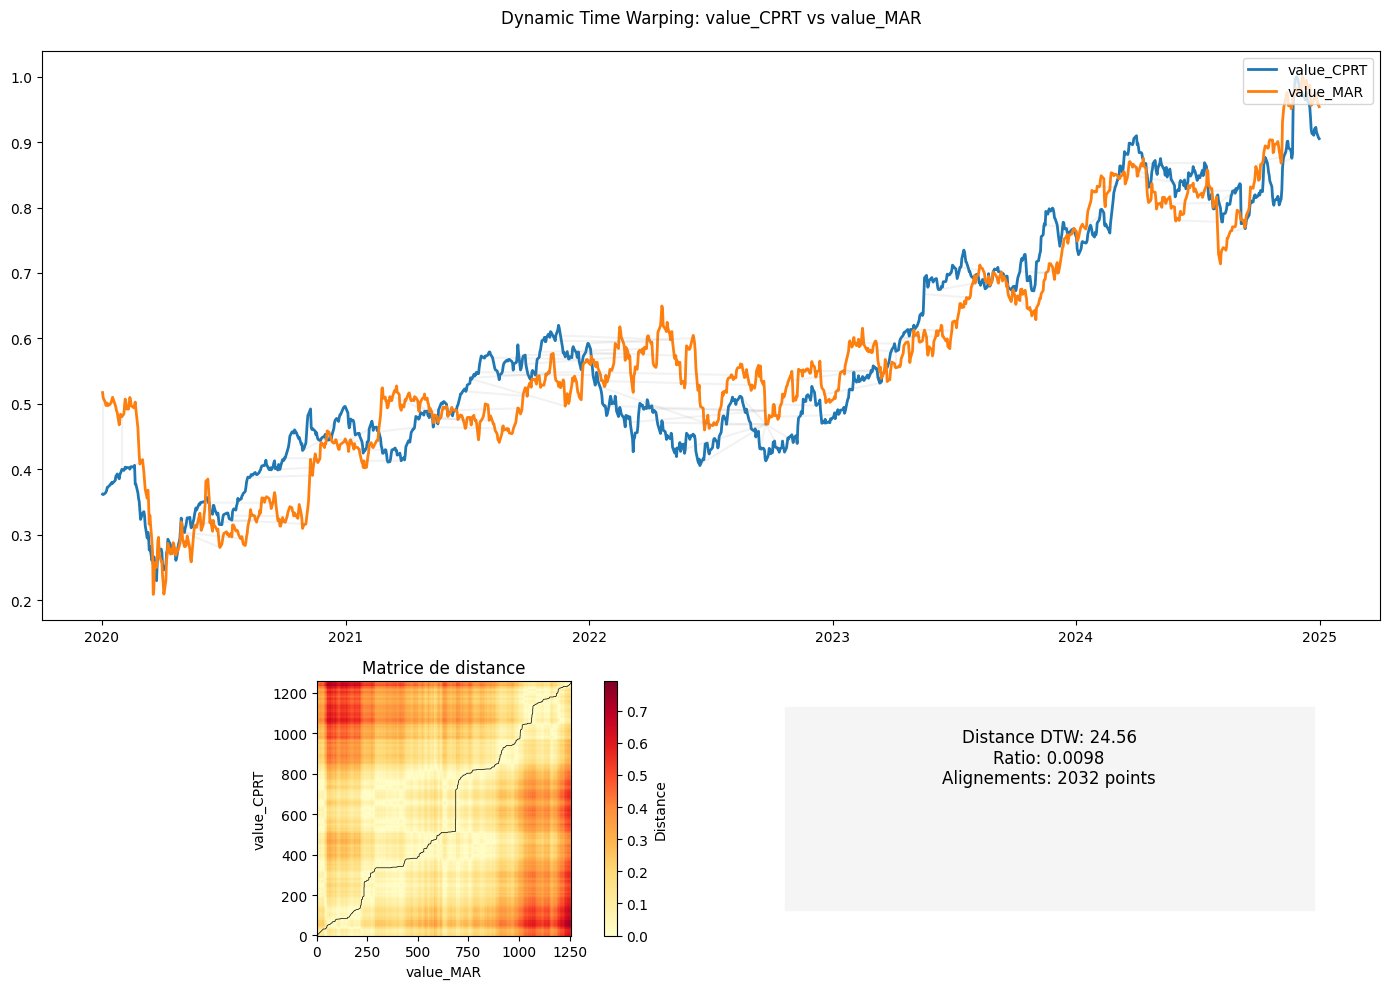 Dynamic Time Warping: value_CPRT vs value_MAR
value_CPRT
value_MAR
1.0
0.9
0.8
0.7
0.6
0.5
0.4
0.3
0.2
2020 2021 2022 2023 2024 2025
Matrice de distance
value_CPRT
1200
1000
800
600
400
200
0
0 250 500 750 1000 1250
value_MAR
0.7
0.6
0.5
0.4
0.3
0.2
0.1
0.0
Distance
Distance DTW: 24.56
Ratio: 0.0098
Alignements: 2032 points